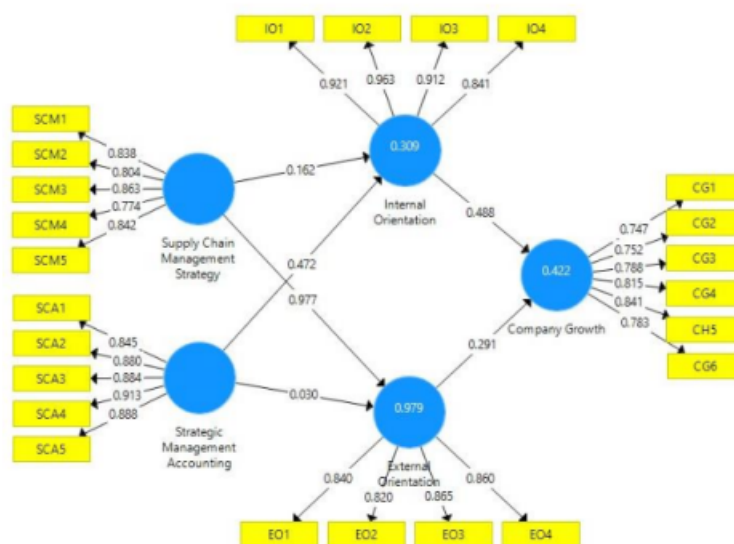 IO1
IO2
IO3
IO4
0.921
0.963
0.912
0.841
SCM1
SCM2
SCM3
SCM4
SCM5
0.838
0.804
0.863
0.774
0.842
Supply Chain
Management
Strategy
0.162
0.472
0.977
0.309
Internal
Orientation
0.488
CG1
CG2
CG3
CG4
CH5
CG6
0.747
0.752
0.788
0.815
0.841
0.783
0.422
Company Growth
0.291
SCA1
SCA2
SCA3
SCA4
SCA5
0.845
0.880
0.884
0.913
0.888
Strategic
Management
Accounting
0.030
0.979
External
Orientation
0.840
0.820
0.865
0.860
EO1
EO2
EO3
EO4